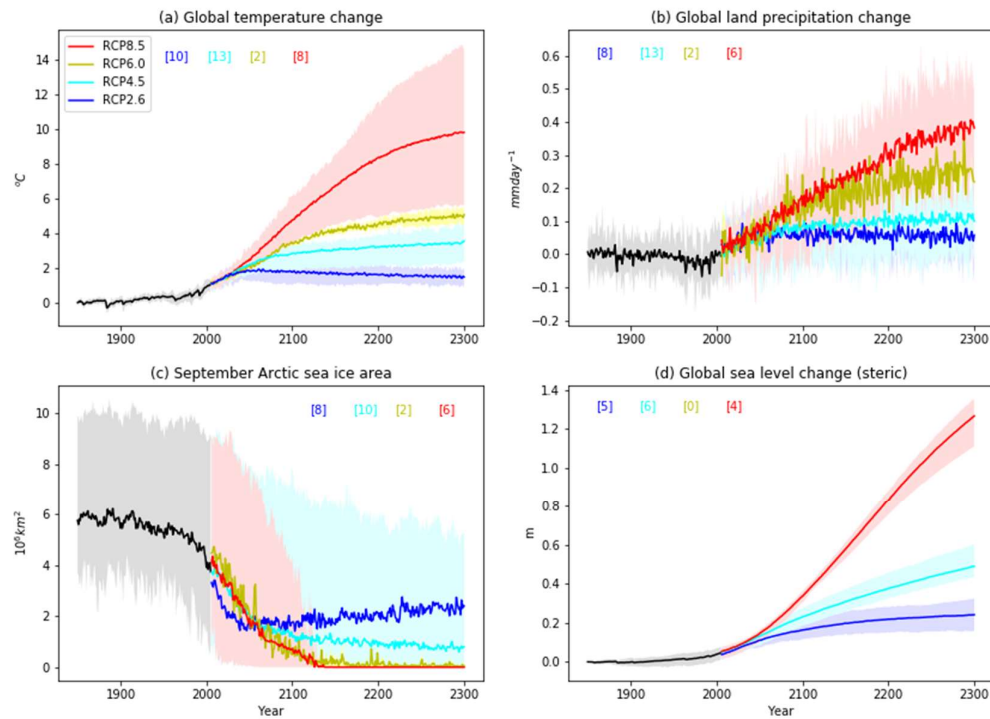 (a) Global temperature change
RCP8.5
RCP6.0
RCP4.5
RCP2.6
[10] [13] [2] [8]
14
12
10
8
6
4
2
0
°C
1900 2000 2100 2200 2300
(b) Global land precipitation change
[8] [13] [2] [6]
0.6
0.5
0.4
0.3
0.2
0.1
0.0
−0.1
−0.2
mmday⁻¹
1900 2000 2100 2200 2300
(c) September Arctic sea ice area
[8] [10] [2] [6]
10
8
6
4
2
0
10⁶km²
1900 2000 2100 2200 2300
Year
(d) Global sea level change (steric)
[5] [6] [0] [4]
1.4
1.2
1.0
0.8
0.6
0.4
0.2
0.0
m
1900 2000 2100 2200 2300
Year